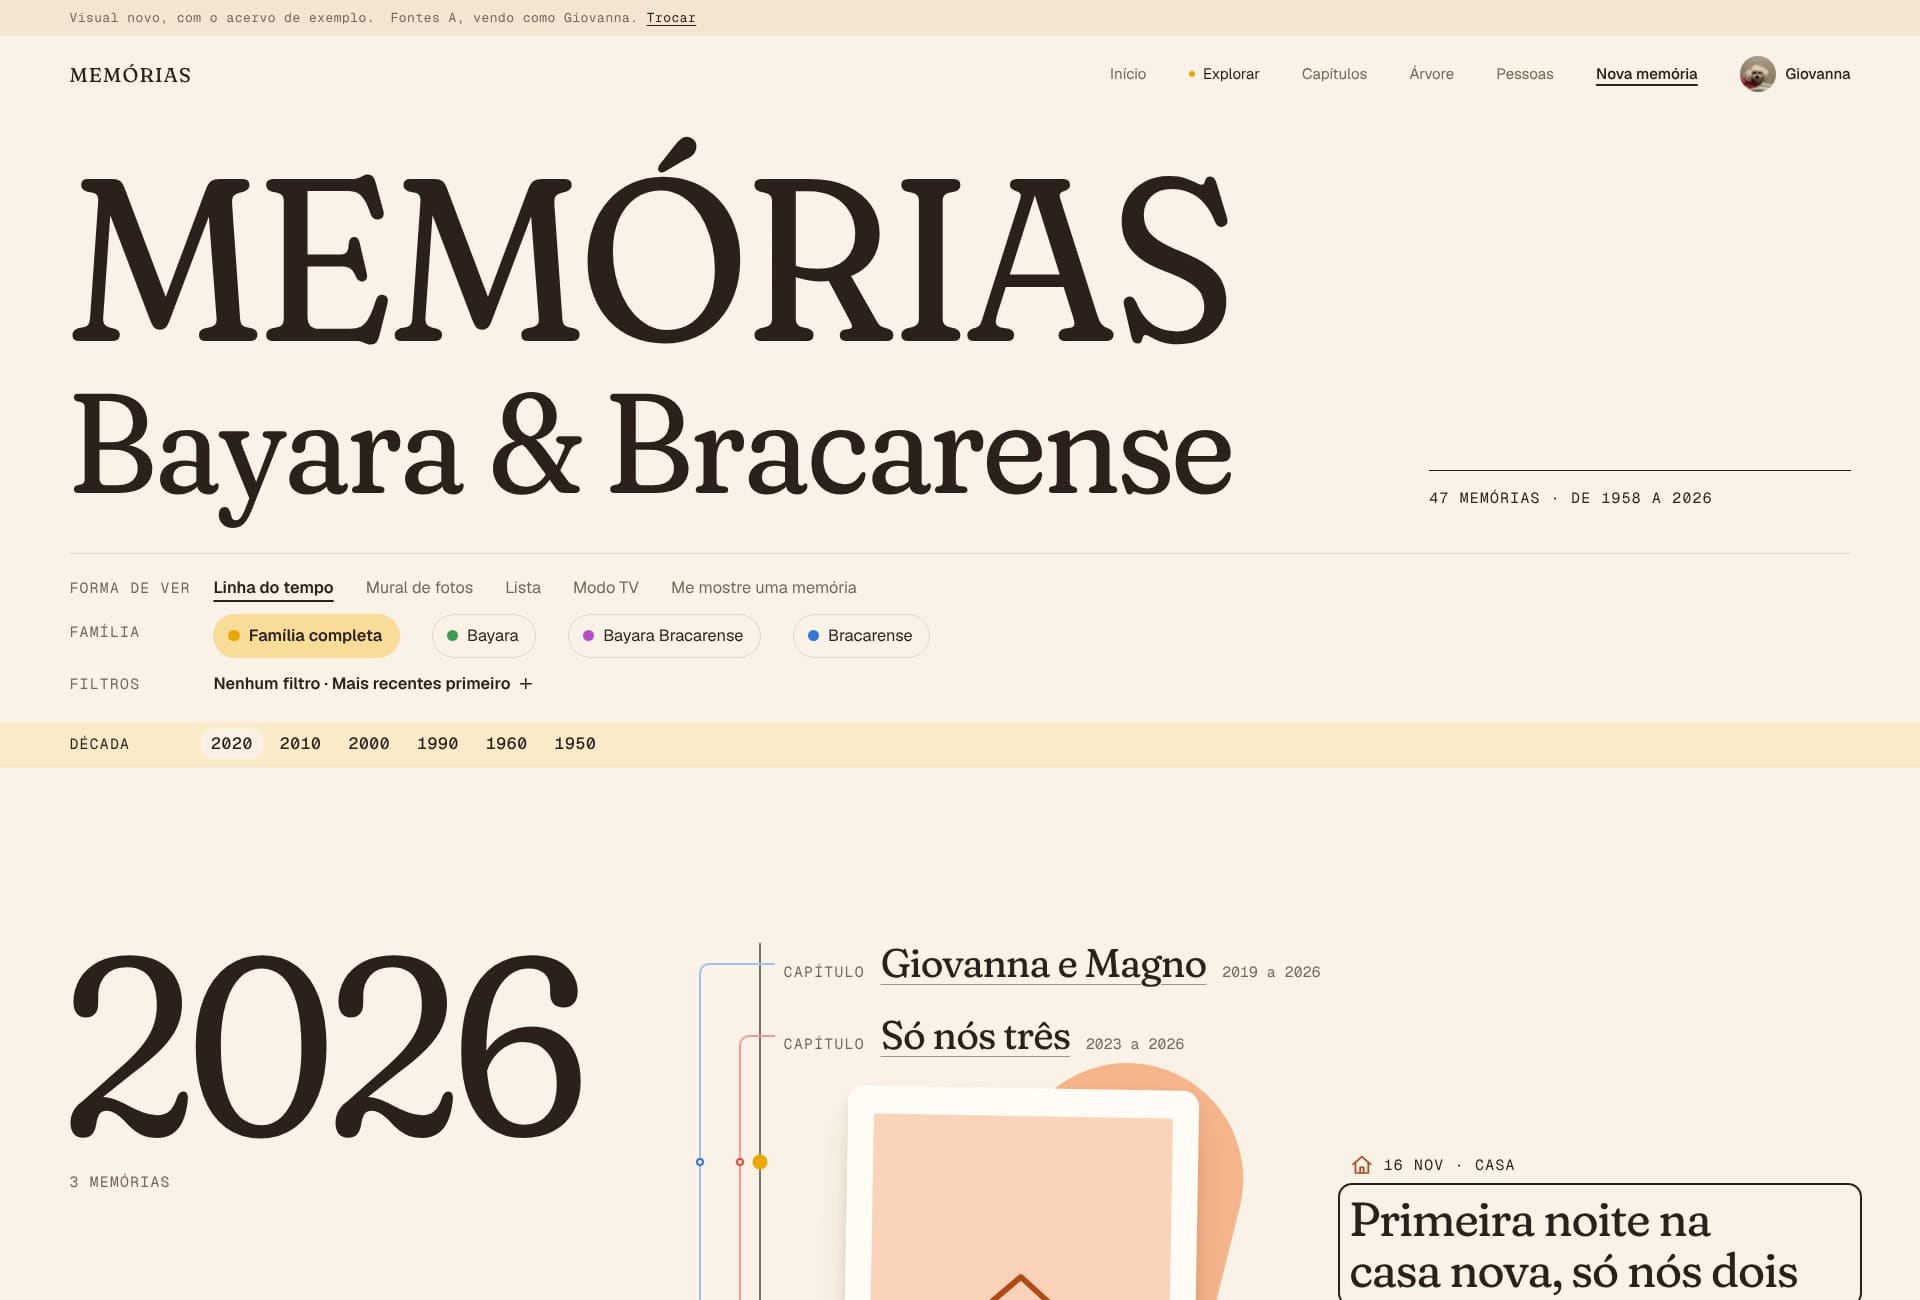 Visual novo, com o acervo de exemplo. Fontes A, vendo como Giovanna. Trocar
MEMÓRIAS Início Explorar Capítulos Árvore Pessoas Nova memória Giovanna
MEMÓRIAS
Bayara & Bracarense
47 MEMÓRIAS · DE 1958 A 2026
FORMA DE VER Linha do tempo Mural de fotos Lista Modo TV Me mostre uma memória
FAMÍLIA Família completa Bayara Bayara Bracarense Bracarense
FILTROS Nenhum filtro · Mais recentes primeiro +
DÉCADA 2020 2010 2000 1990 1960 1950
2026
3 MEMÓRIAS
CAPÍTULO Giovanna e Magno 2019 a 2026
CAPÍTULO Só nós três 2023 a 2026
16 NOV · CASA
Primeira noite na
casa nova, só nós dois